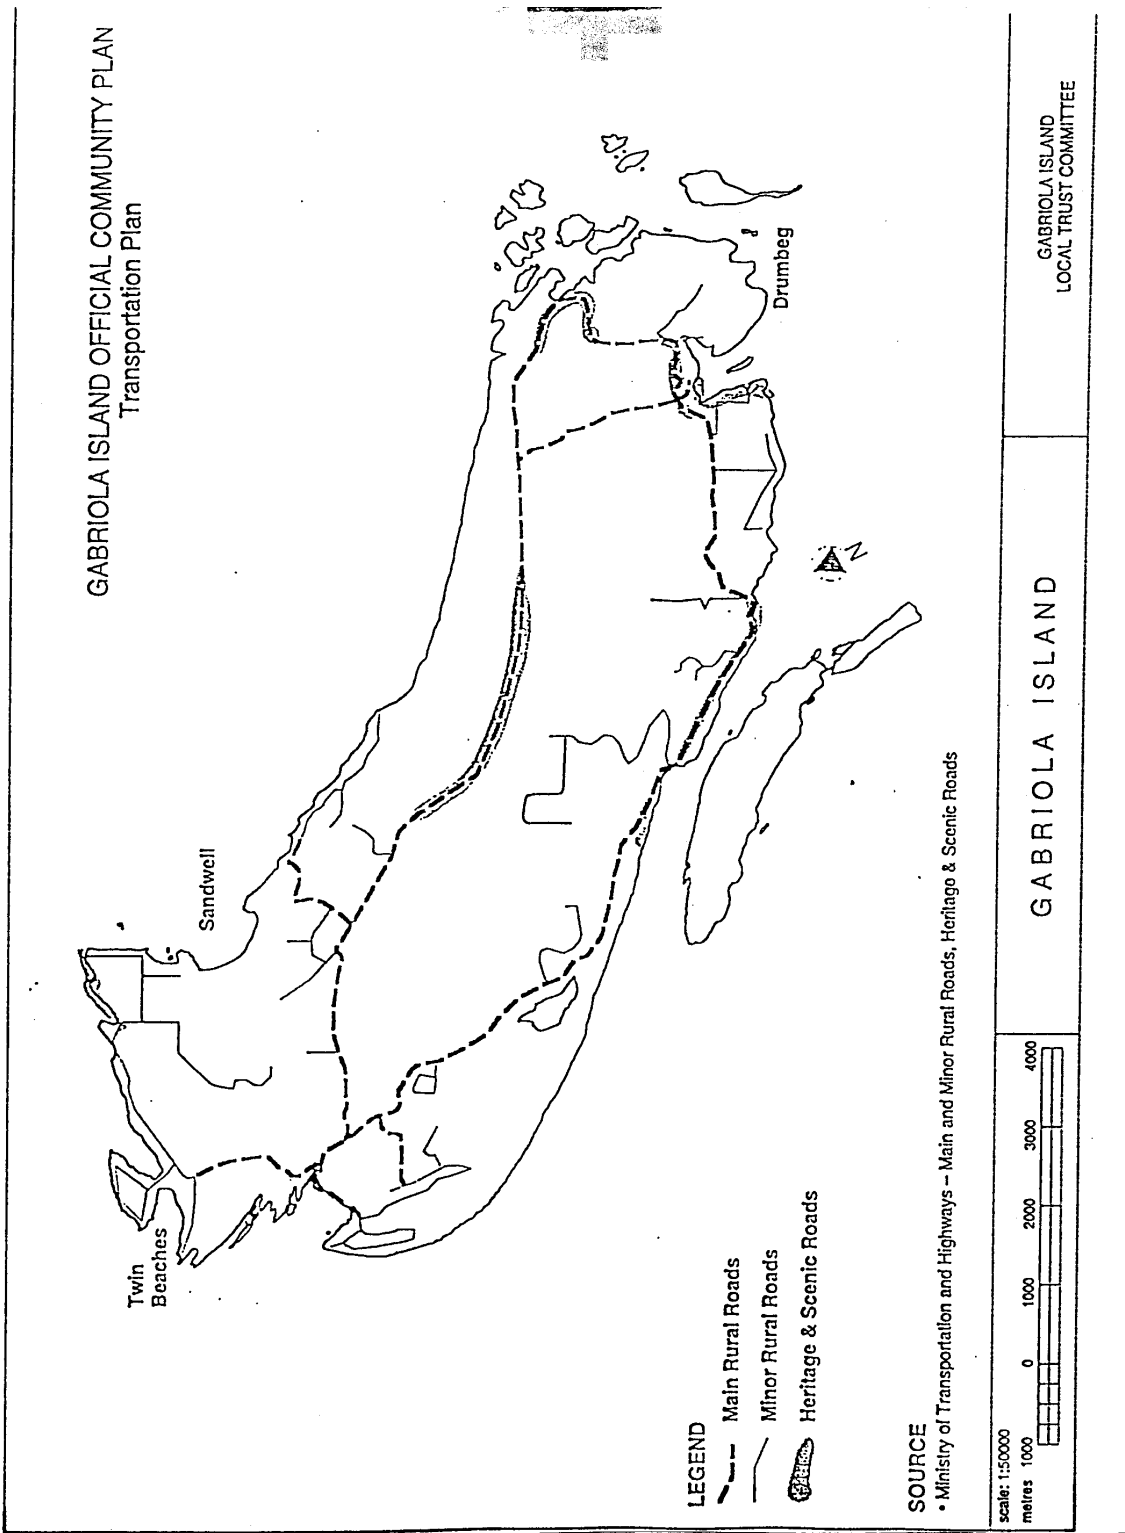 GABRIOLA ISLAND OFFICIAL COMMUNITY PLAN
Transportation Plan
Sandwell
Twin
Beaches
Drumbeg
N
LEGEND
Main Rural Roads
Minor Rural Roads
Heritage & Scenic Roads
SOURCE
• Ministry of Transportation and Highways – Main and Minor Rural Roads, Heritage & Scenic Roads
scale: 1:50000
metres 1000 0 1000 2000 3000 4000
GABRIOLA ISLAND
GABRIOLA ISLAND
LOCAL TRUST COMMITTEE